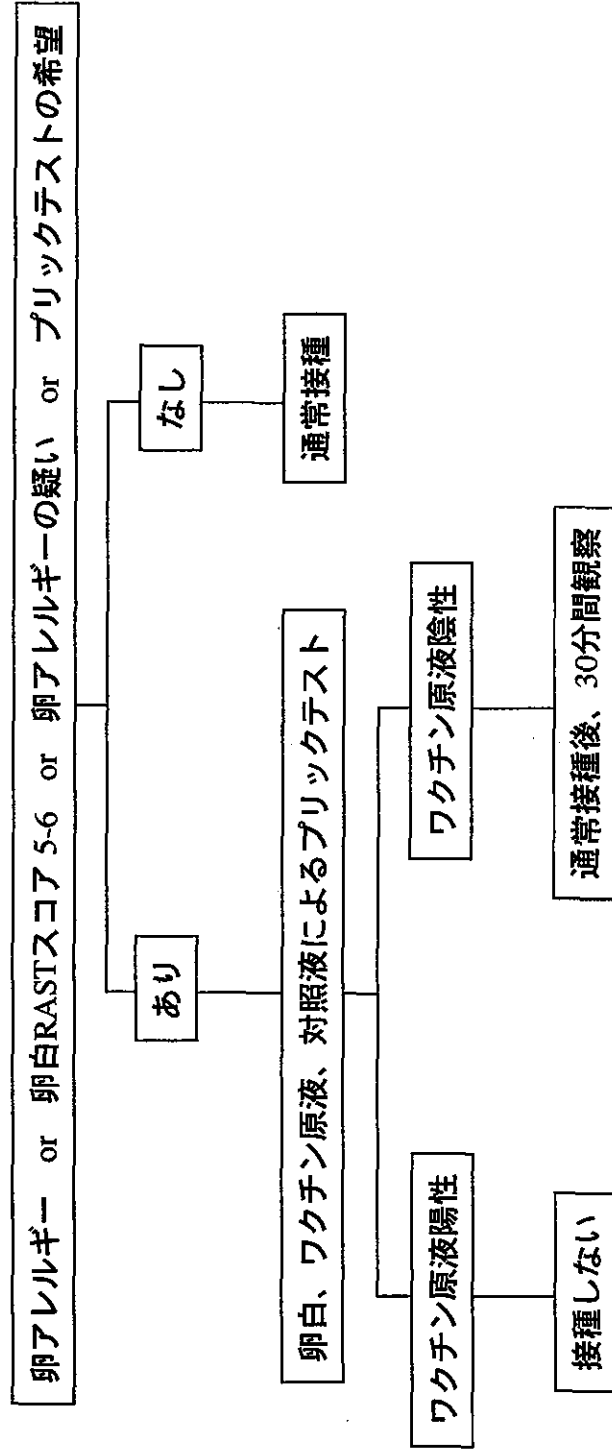 卵アレルギー or 卵白RASTスコア 5-6 or 卵アレルギーの疑い or プリックテストの希望
あり
なし
卵白、ワクチン原液、対照液によるプリックテスト
通常接種
ワクチン原液陽性
ワクチン原液陰性
接種しない
通常接種後、30分間観察